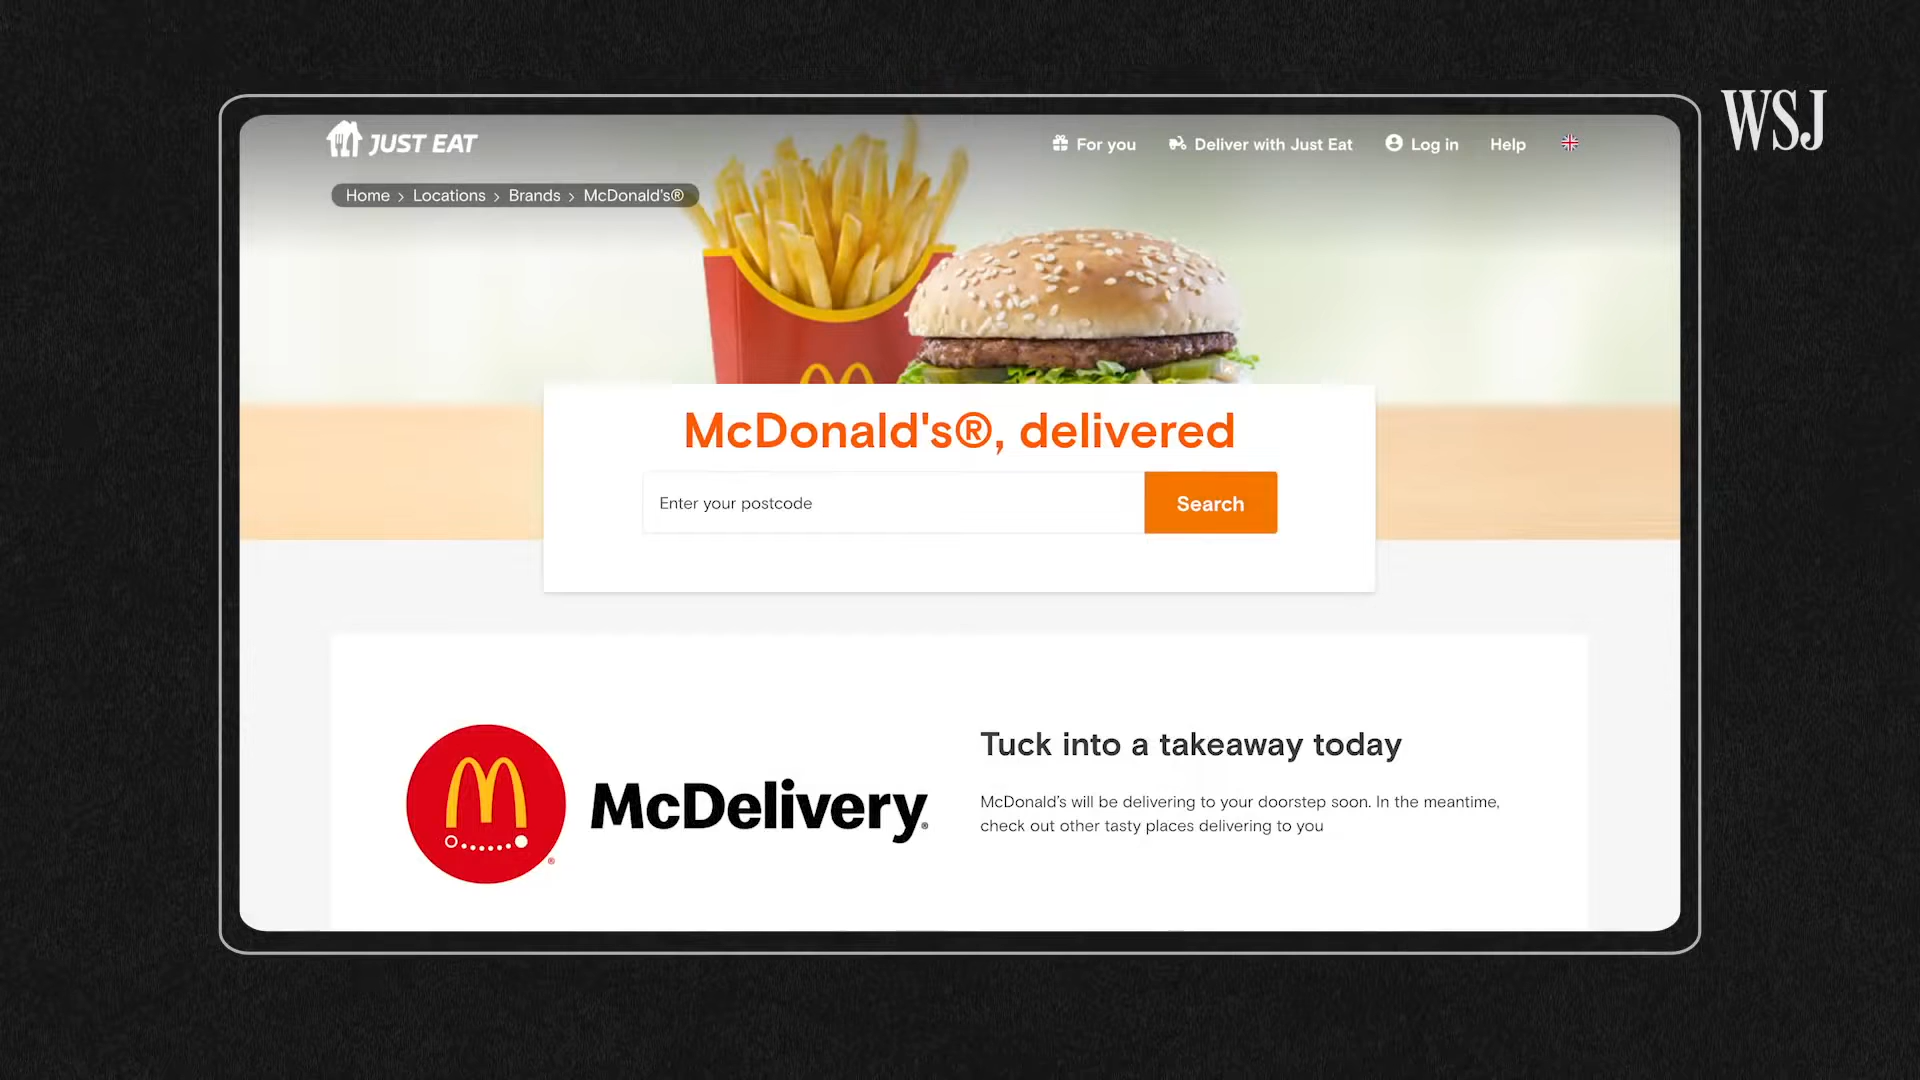 WSJ
JUST EAT
For you
Deliver with Just Eat
Log in
Help
Home > Locations > Brands > McDonald's®
McDonald's®, delivered
Enter your postcode
Search
McDelivery®
Tuck into a takeaway today
McDonald's will be delivering to your doorstep soon. In the meantime,
check out other tasty places delivering to you